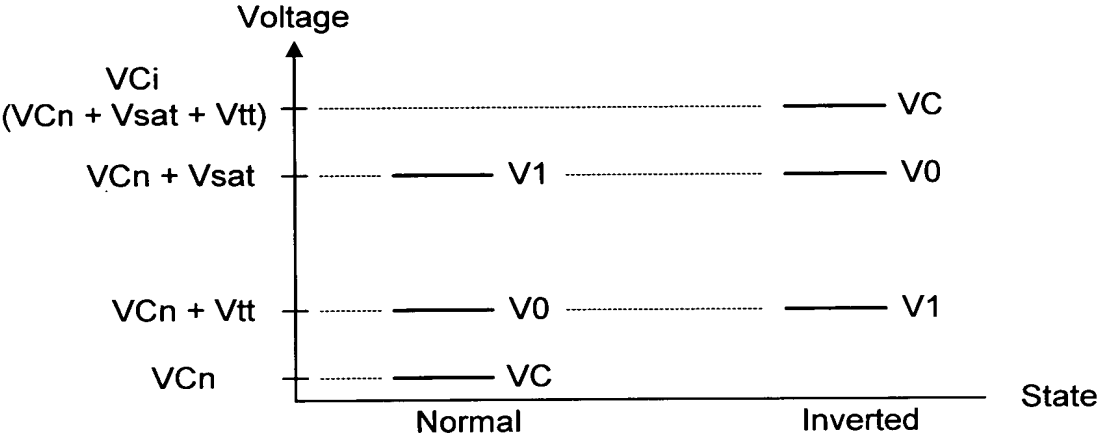 Voltage
VCi
(VCn + Vsat + Vtt)
VC
VCn + Vsat
V1
V0
VCn + Vtt
V0
V1
VCn
VC
State
Normal
Inverted